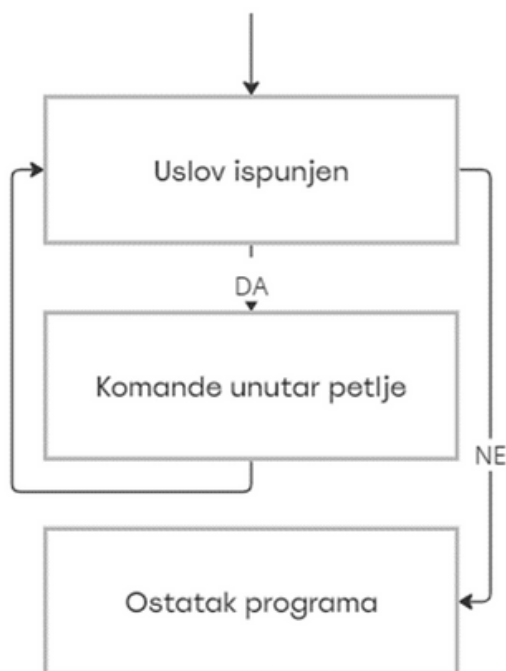 Uslov ispunjen
DA
Komande unutar petlje
NE
Ostatak programa